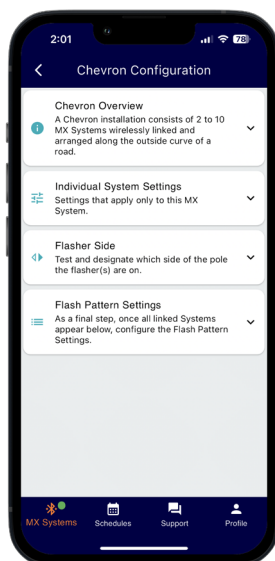 2:01
78
Chevron Configuration
Chevron Overview
A Chevron installation consists of 2 to 10
MX Systems wirelessly linked and
arranged along the outside curve of a
road.
Individual System Settings
Settings that apply only to this MX
System.
Flasher Side
Test and designate which side of the pole
the flasher(s) are on.
Flash Pattern Settings
As a final step, once all linked Systems
appear below, configure the Flash Pattern
Settings.
MX Systems
Schedules
Support
Profile